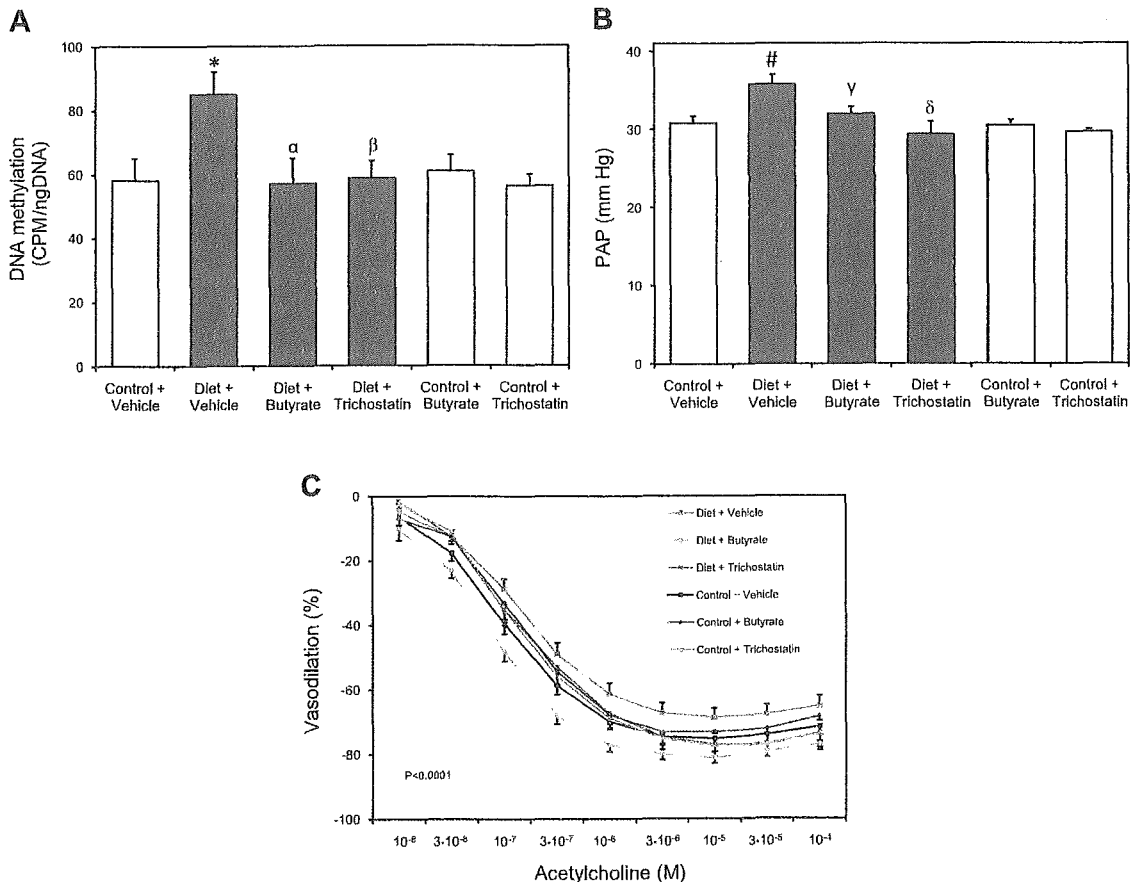 A
DNA methylation
(CPM/ngDNA)
100
80
60
40
20
0
*
α
β
Control +
Vehicle
Diet +
Vehicle
Diet +
Butyrate
Diet +
Trichostatin
Control +
Butyrate
Control +
Trichostatin
B
PAP (mm Hg)
40
30
20
10
0
#
γ
δ
Control +
Vehicle
Diet +
Vehicle
Diet +
Butyrate
Diet +
Trichostatin
Control +
Butyrate
Control +
Trichostatin
C
Vasodilation (%)
-0
-20
-40
-60
-80
-100
Diet + Vehicle
Diet + Butyrate
Diet + Trichostatin
Control -- Vehicle
Control + Butyrate
Control + Trichostatin
P<0.0001
10⁻⁸ 3•10⁻⁸ 10⁻⁷ 3•10⁻⁷ 10⁻⁶ 3•10⁻⁶ 10⁻⁵ 3•10⁻⁵ 10⁻⁴
Acetylcholine (M)